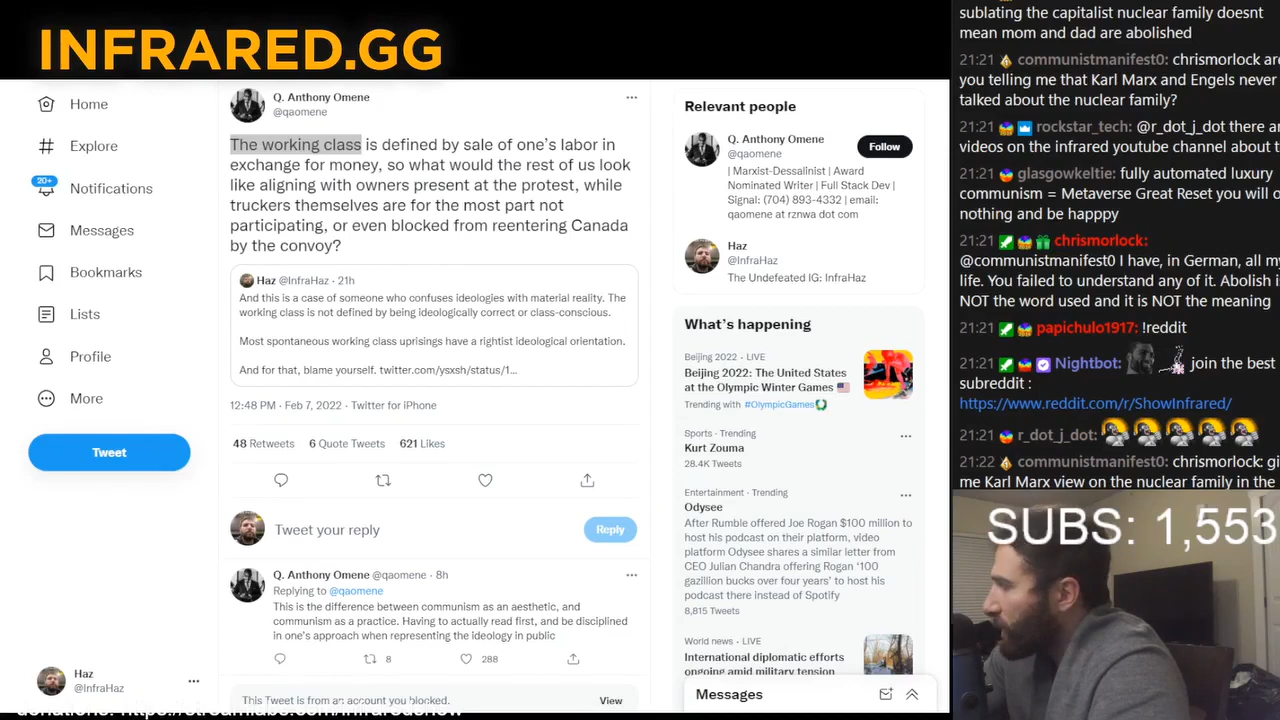 INFRARED.GG
Home
Explore
20+
Notifications
Messages
Bookmarks
Lists
Profile
More
Tweet
Haz
@InfraHaz
Q. Anthony Omene
@qaomene
The working class is defined by sale of one's labor in
exchange for money, so what would the rest of us look
like aligning with owners present at the protest, while
truckers themselves are for the most part not
participating, or even blocked from reentering Canada
by the convoy?
Haz @InfraHaz · 21h
And this is a case of someone who confuses ideologies with material reality. The
working class is not defined by being ideologically correct or class-conscious.
Most spontaneous working class uprisings have a rightist ideological orientation.
And for that, blame yourself. twitter.com/ysxsh/status/1...
12:48 PM · Feb 7, 2022 · Twitter for iPhone
48 Retweets 6 Quote Tweets 621 Likes
Tweet your reply
Reply
Q. Anthony Omene @qaomene · 8h
Replying to @qaomene
This is the difference between communism as an aesthetic, and
communism as a practice. Having to actually read first, and be disciplined
in one's approach when representing the ideology in public
8 288
This Tweet is from an account you blocked. View
Relevant people
Q. Anthony Omene
@qaomene
Follow
| Marxist-Dessalinist | Award
Nominated Writer | Full Stack Dev |
Signal: (704) 893-4332 | email:
qaomene at rznwa dot com
Haz
@InfraHaz
The Undefeated IG: InfraHaz
What's happening
Beijing 2022 · LIVE
Beijing 2022: The United States
at the Olympic Winter Games
Trending with #OlympicGames
Sports · Trending
Kurt Zouma
28.4K Tweets
Entertainment · Trending
Odysee
After Rumble offered Joe Rogan $100 million to
host his podcast on their platform, video
platform Odysee shares a similar letter from
CEO Julian Chandra offering Rogan '100
gazillion bucks over four years' to host his
podcast there instead of Spotify
8,815 Tweets
World news · LIVE
International diplomatic efforts
ongoing amid military tension
Messages
sublating the capitalist nuclear family doesnt
mean mom and dad are abolished
21:21 communistmanifest0: chrismorlock are
you telling me that Karl Marx and Engels never
talked about the nuclear family?
21:21 rockstar_tech: @r_dot_j_dot there a
videos on the infrared youtube channel about t
21:21 glasgowkeltie: fully automated luxury
communism = Metaverse Great Reset you will o
nothing and be happpy
21:21 chrismorlock:
@communistmanifest0 I have, in German, all my
life. You failed to understand any of it. Abolish i
NOT the word used and it is NOT the meaning
21:21 papichulo1917: !reddit
21:21 Nightbot: join the best
subreddit :
https://www.reddit.com/r/ShowInfrared/
21:21 r_dot_j_dot:
21:22 communistmanifest0: chrismorlock: gi
me Karl Marx view on the nuclear family in the
SUBS: 1,553